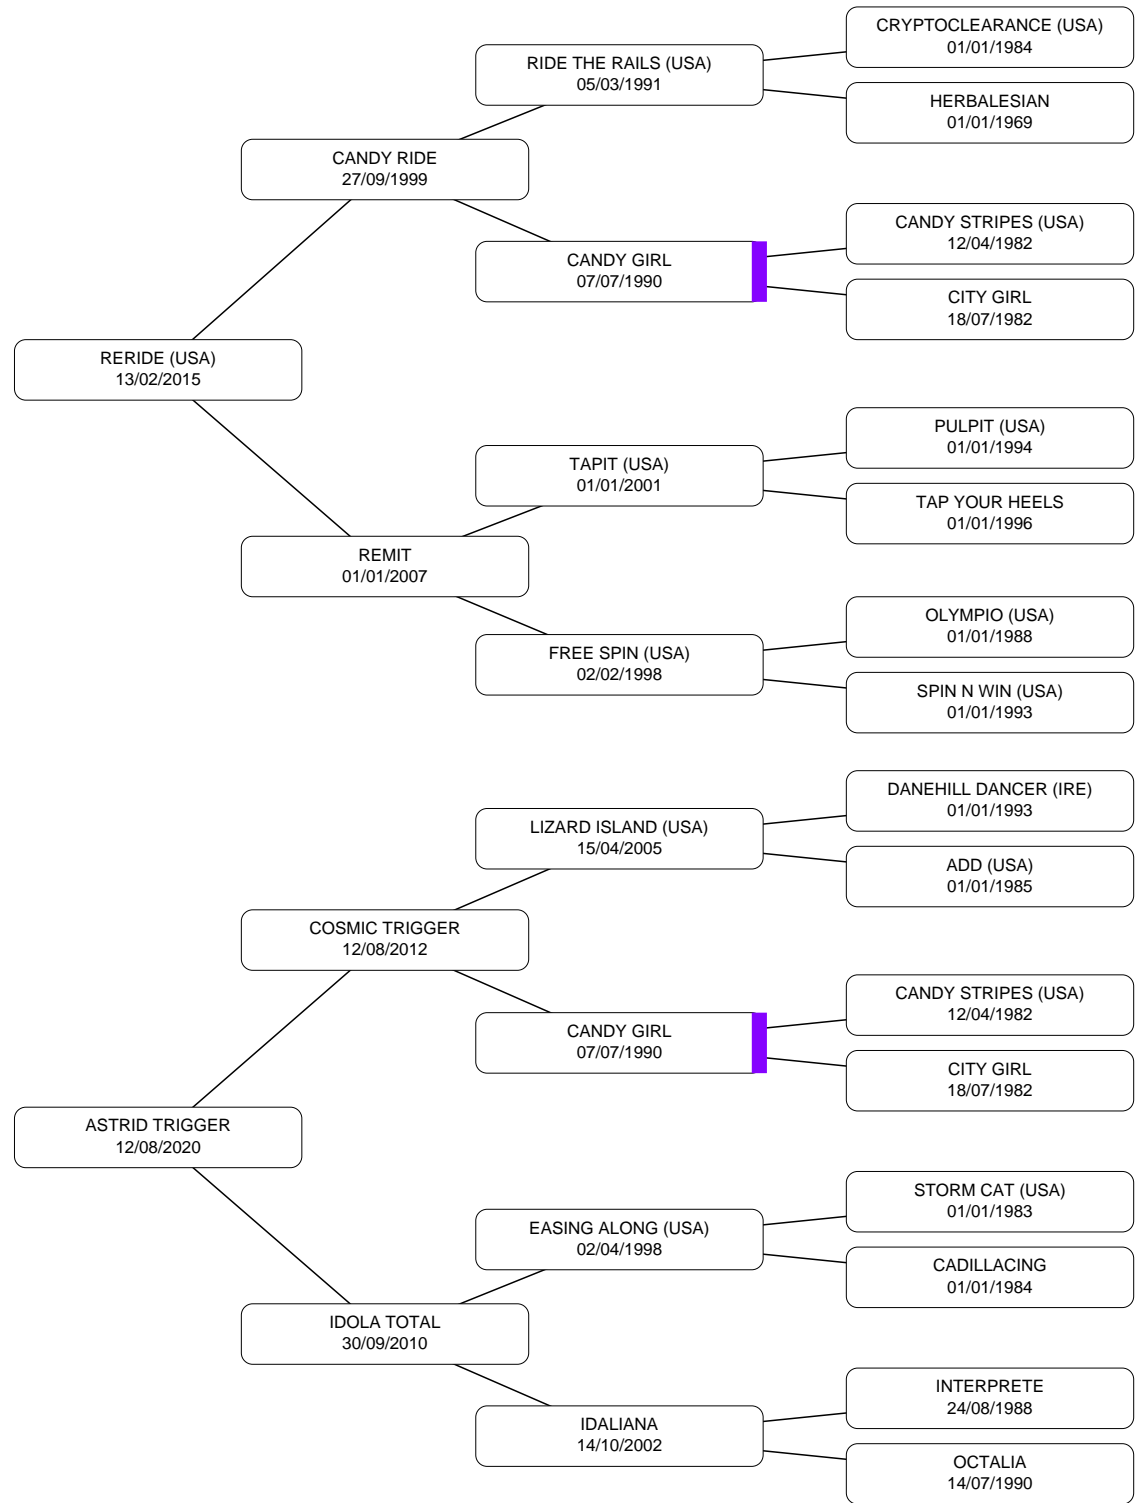 CRYPTOCLEARANCE (USA)
01/01/1984
RIDE THE RAILS (USA)
05/03/1991
HERBALESIAN
01/01/1969
CANDY RIDE
27/09/1999
CANDY STRIPES (USA)
12/04/1982
CANDY GIRL
07/07/1990
CITY GIRL
18/07/1982
RERIDE (USA)
13/02/2015
PULPIT (USA)
01/01/1994
TAPIT (USA)
01/01/2001
TAP YOUR HEELS
01/01/1996
REMIT
01/01/2007
OLYMPIO (USA)
01/01/1988
FREE SPIN (USA)
02/02/1998
SPIN N WIN (USA)
01/01/1993
DANEHILL DANCER (IRE)
01/01/1993
LIZARD ISLAND (USA)
15/04/2005
ADD (USA)
01/01/1985
COSMIC TRIGGER
12/08/2012
CANDY STRIPES (USA)
12/04/1982
CANDY GIRL
07/07/1990
CITY GIRL
18/07/1982
ASTRID TRIGGER
12/08/2020
STORM CAT (USA)
01/01/1983
EASING ALONG (USA)
02/04/1998
CADILLACING
01/01/1984
IDOLA TOTAL
30/09/2010
INTERPRETE
24/08/1988
IDALIANA
14/10/2002
OCTALIA
14/07/1990